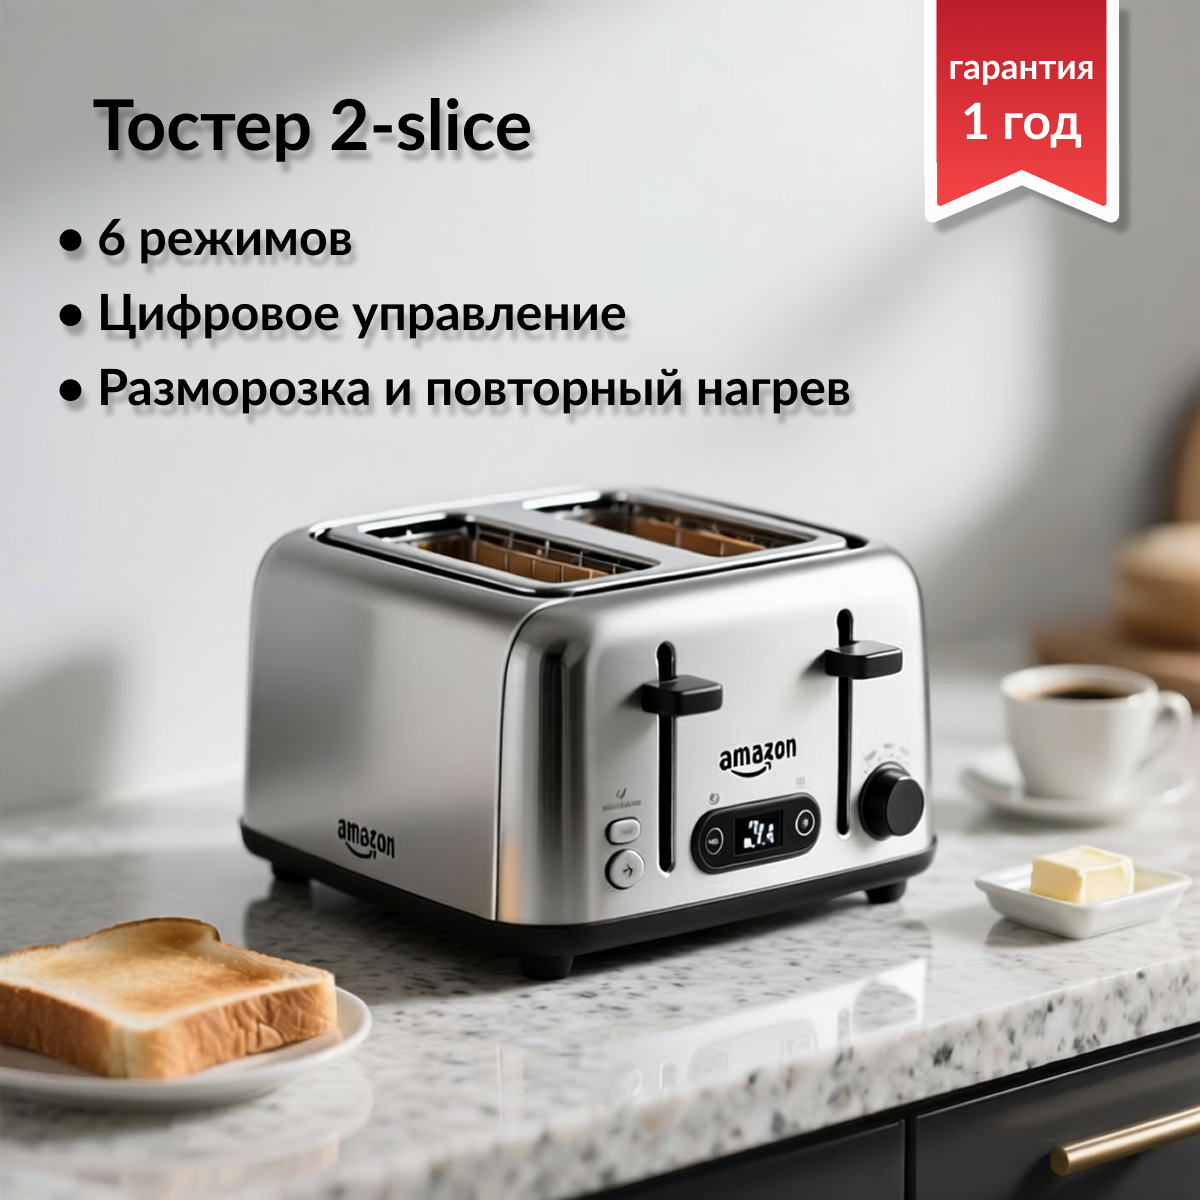 гарантия
1 год
Тостер 2-slice
• 6 режимов
• Цифровое управление
• Разморозка и повторный нагрев
amazon
amazon